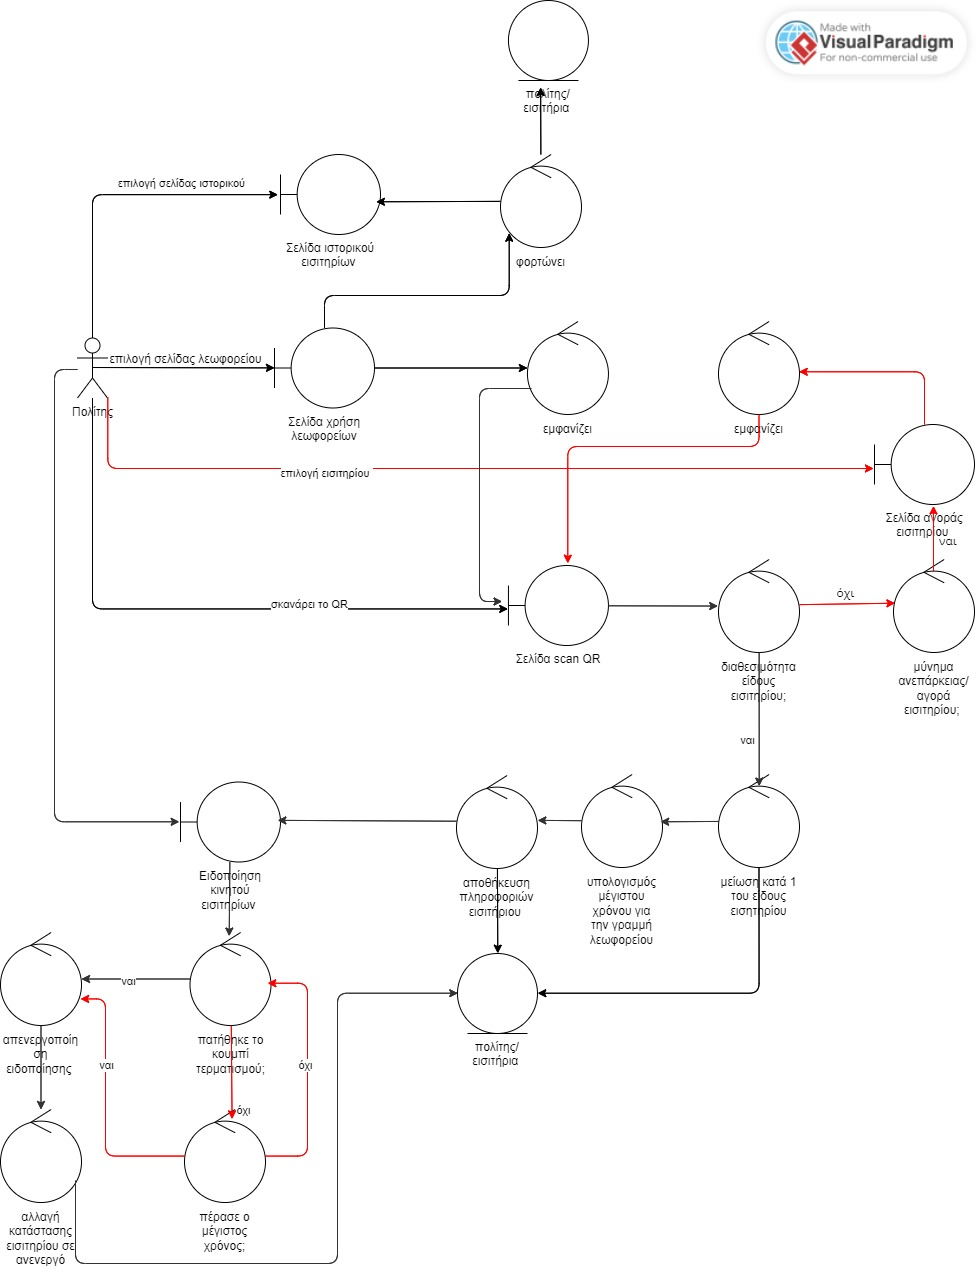 Made with
VisualParadigm
For non-commercial use
πολίτης/
εισιτήρια
επιλογή σελίδας ιστορικού
Σελίδα ιστορικού
εισιτηρίων
φορτώνει
επιλογή σελίδας λεωφορείου
Πολίτης
Σελίδα χρήση
λεωφορείων
εμφανίζει
εμφανίζει
επιλογή εισιτηρίου
Σελίδα αγοράς
εισιτηρίου
ναι
σκανάρει το QR
όχι
Σελίδα scan QR
διαθεσιμότητα
είδους
εισιτηρίου;
μύνημα
ανεπάρκειας/
αγορά
εισιτηρίου;
ναι
Ειδοποίηση
κινητού
εισιτηρίων
αποθήκευση
πληροφοριών
εισιτήριου
υπολογισμός
μέγιστου
χρόνου για
την γραμμή
λεωφορείου
μείωση κατά 1
του είδους
εισητηρίου
ναι
απενεργοποίη
ση
ειδοποίησης
πατήθηκε το
κουμπί
τερματισμού;
πολίτης/
εισιτήρια
ναι
όχι
όχι
αλλαγή
κατάστασης
εισιτηρίου σε
ανενεργό
πέρασε ο
μέγιστος
χρόνος;